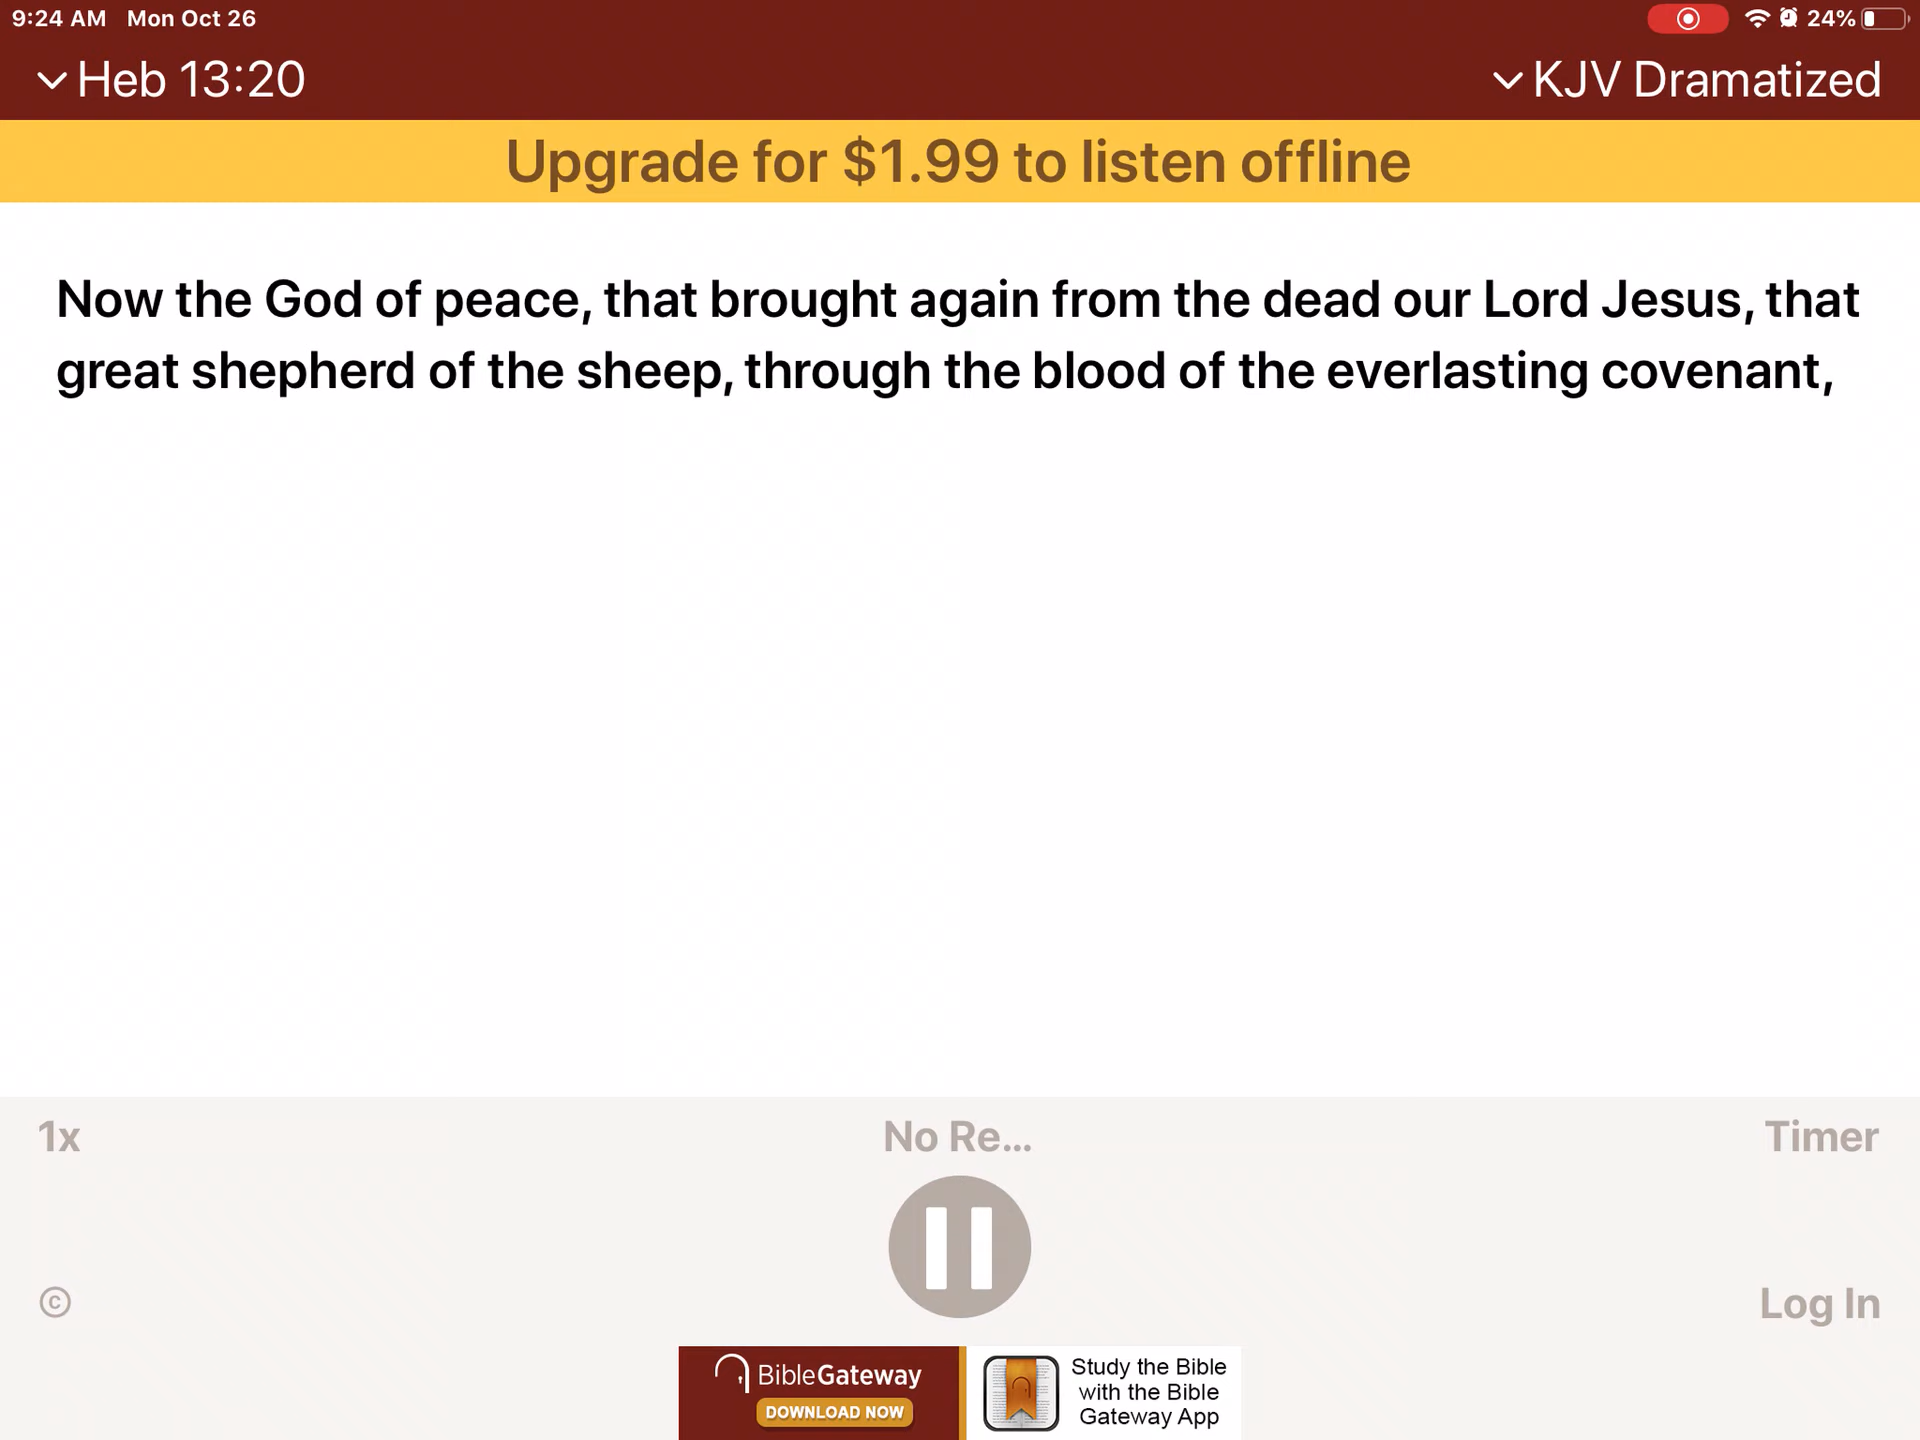 9:24 AM Mon Oct 26 24%
Heb 13:20 KJV Dramatized
Upgrade for $1.99 to listen offline
Now the God of peace, that brought again from the dead our Lord Jesus, that
great shepherd of the sheep, through the blood of the everlasting covenant,
1x No Re... Timer
© Log In
BibleGateway
DOWNLOAD NOW
Study the Bible
with the Bible
Gateway App